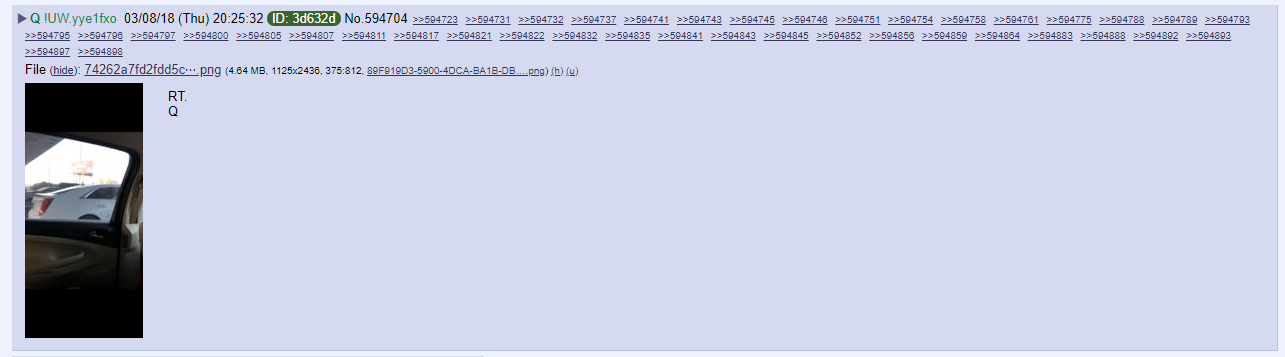 ▶ Q !UW.yye1fxo 03/08/18 (Thu) 20:25:32 ID: 3d632d No.594704 >>594723 >>594731 >>594732 >>594737 >>594741 >>594743 >>594745 >>594746 >>594751 >>594754 >>594758 >>594761 >>594775 >>594788 >>594789 >>594793
>>594795 >>594796 >>594797 >>594800 >>594805 >>594807 >>594811 >>594817 >>594821 >>594822 >>594832 >>594835 >>594841 >>594843 >>594845 >>594852 >>594856 >>594859 >>594864 >>594883 >>594888 >>594892 >>594893
>>594897 >>594898
File (hide): 74262a7fd2fdd5c⋯.png (4.64 MB, 1125x2436, 375:812, 89F919D3-5900-4DCA-BA1B-DB….png) (h) (u)
RT.
Q